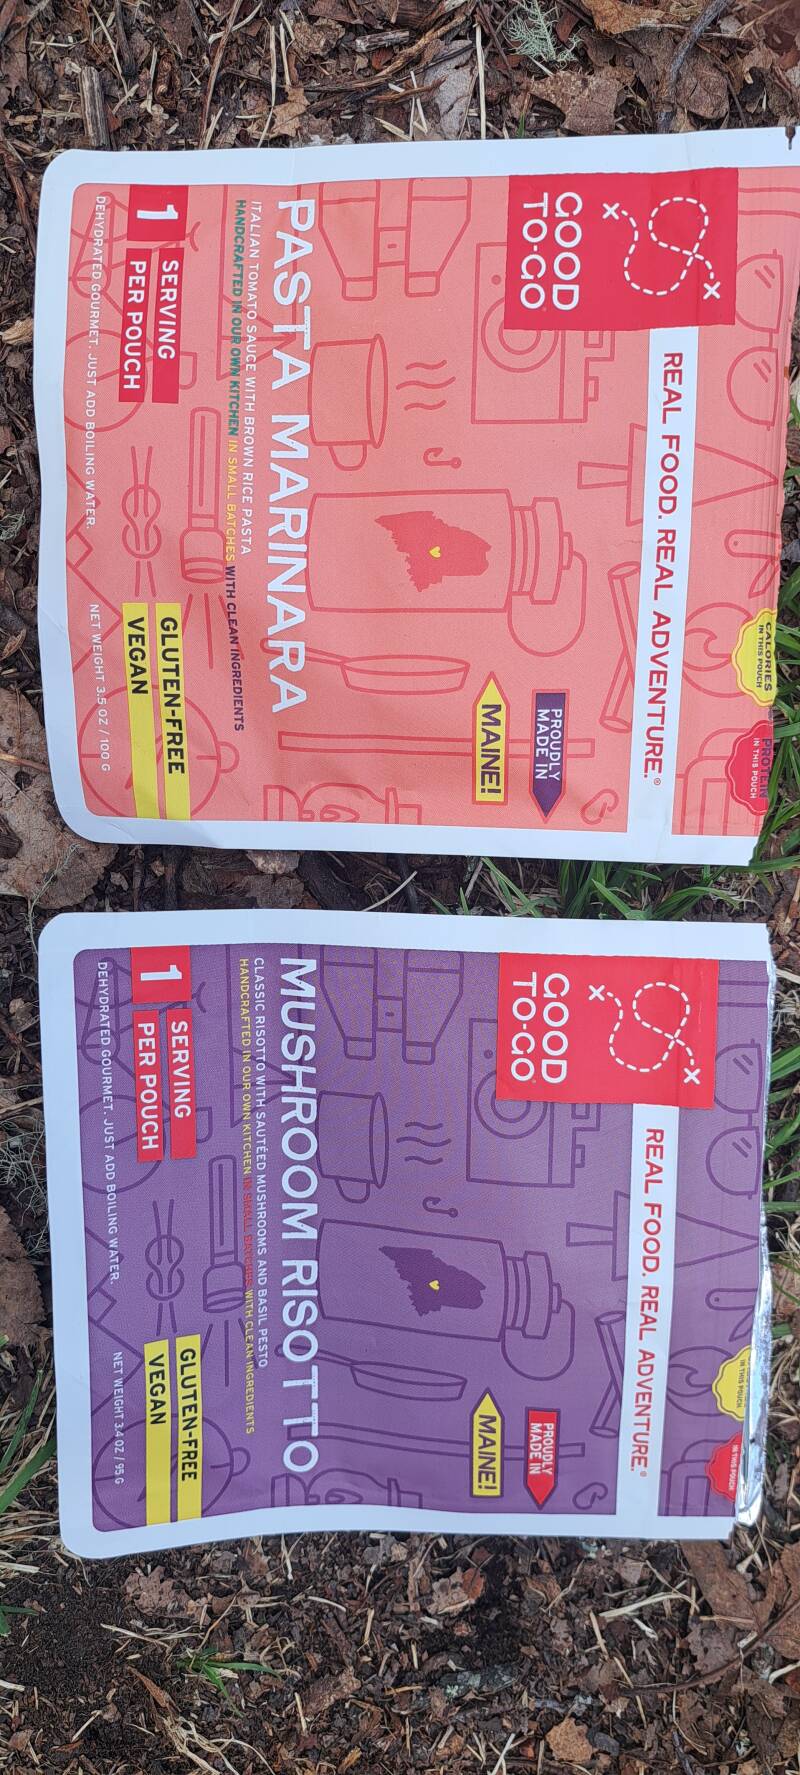 GOOD
TO-GO
REAL FOOD. REAL ADVENTURE.®
CALORIES
IN THIS POUCH
PROTEIN
IN THIS POUCH
PROUDLY
MADE IN
MAINE!
PASTA MARINARA
ITALIAN TOMATO SAUCE WITH BROWN RICE PASTA
HANDCRAFTED IN OUR OWN KITCHEN IN SMALL BATCHES WITH CLEAN INGREDIENTS
1 SERVING
PER POUCH
GLUTEN-FREE
VEGAN
DEHYDRATED GOURMET. JUST ADD BOILING WATER.
NET WEIGHT 3.5 OZ / 100 G
GOOD
TO-GO
REAL FOOD. REAL ADVENTURE.®
IN THIS POUCH
IN THIS POUCH
PROUDLY
MADE IN
MAINE!
MUSHROOM RISOTTO
CLASSIC RISOTTO WITH SAUTÉED MUSHROOMS AND BASIL PESTO
HANDCRAFTED IN OUR OWN KITCHEN IN SMALL BATCHES WITH CLEAN INGREDIENTS
1 SERVING
PER POUCH
GLUTEN-FREE
VEGAN
DEHYDRATED GOURMET. JUST ADD BOILING WATER.
NET WEIGHT 3.4 OZ / 95 G